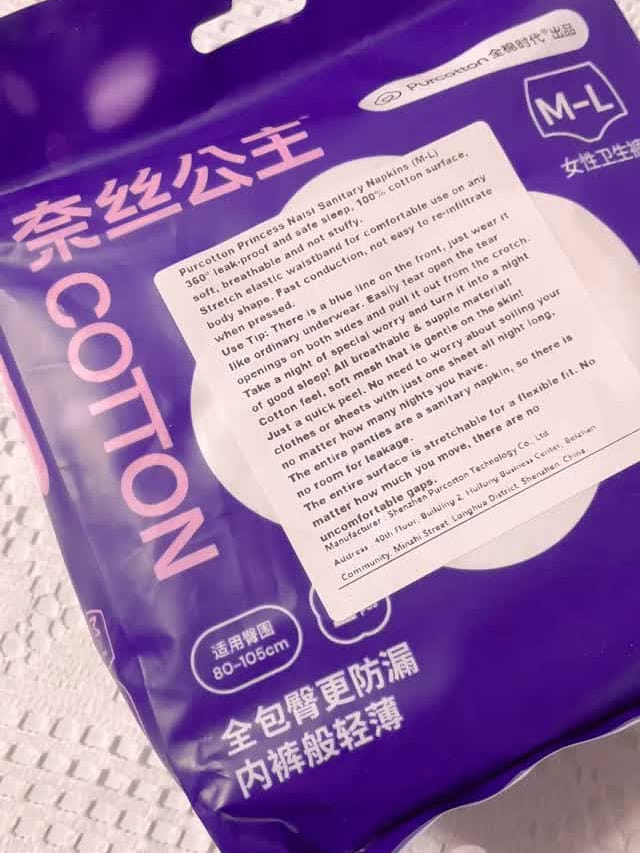 Purcotton 全棉时代® 出品
M-L
女性卫生裤
奈丝公主
COTTON
Purcotton Princess Naisi Sanitary Napkins (M-L)
360° leak-proof and safe sleep, 100% cotton surface,
soft, breathable and not stuffy.
Stretch elastic waistband for comfortable use on any
body shape. Fast conduction, not easy to re-infiltrate
when pressed.
Use Tip: There is a blue line on the front, just wear it
like ordinary underwear. Easily tear open the tear
openings on both sides and pull it out from the crotch.
Take a night of special worry and turn it into a night
of good sleep! All breathable & supple material!
Cotton feel, soft mesh that is gentle on the skin!
Just a quick peel. No need to worry about soiling your
clothes or sheets with just one sheet all night long,
no matter how many nights you have.
The entire panties are a sanitary napkin, so there is
no room for leakage.
The entire surface is stretchable for a flexible fit. No
matter how much you move, there are no
uncomfortable gaps.
Manufacturer: Shenzhen Purcotton Technology Co., Ltd.
Address: 40th Floor, Building 2, Huilong Business Center, Beizhan
Community, Minzhi Street, Longhua District, Shenzhen, China
适用臀围
80-105cm
全包臀更防漏
内裤般轻薄